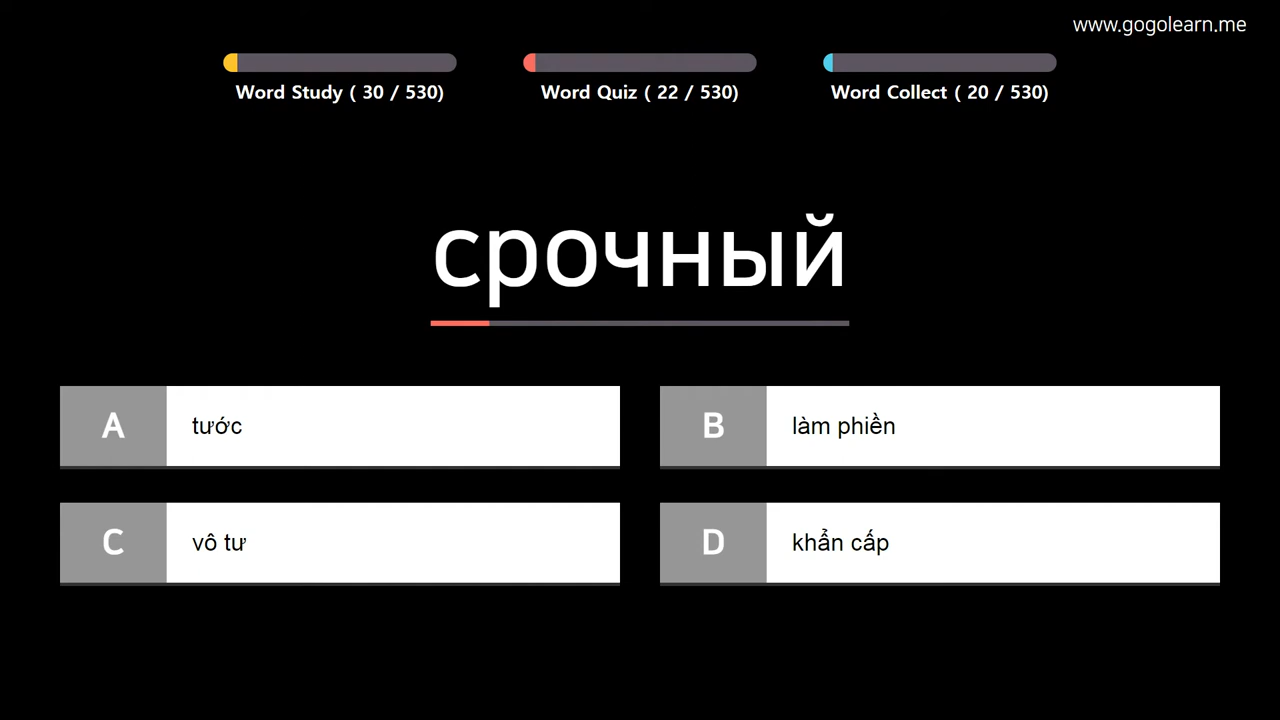 www.gogolearn.me
Word Study ( 30 / 530)
Word Quiz ( 22 / 530)
Word Collect ( 20 / 530)
срочный
A tước
B làm phiền
C vô tư
D khẩn cấp